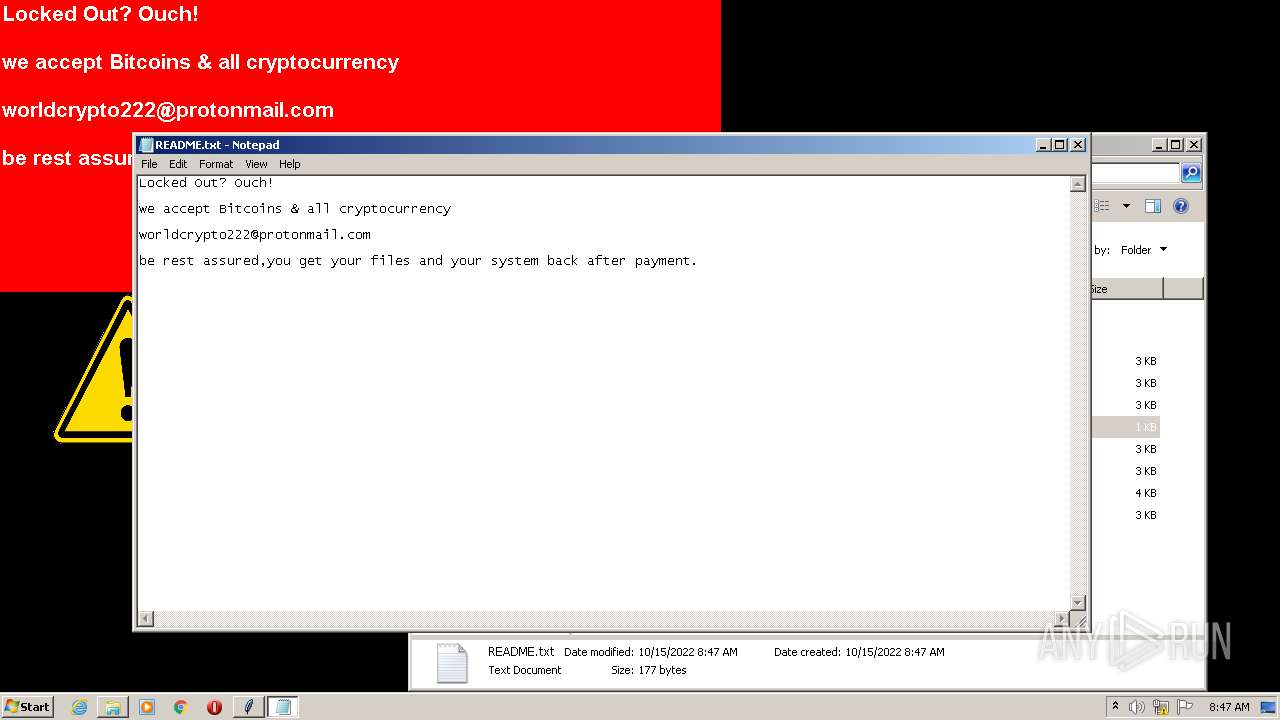 Locked Out? Ouch!
we accept Bitcoins & all cryptocurrency
worldcrypto222@protonmail.com
be rest assur
README.txt - Notepad
File Edit Format View Help
Locked Out? Ouch!
we accept Bitcoins & all cryptocurrency
worldcrypto222@protonmail.com
be rest assured,you get your files and your system back after payment.
by: Folder
Size
3 KB
3 KB
3 KB
1 KB
3 KB
3 KB
4 KB
3 KB
README.txt Date modified: 10/15/2022 8:47 AM Date created: 10/15/2022 8:47 AM
Text Document Size: 177 bytes
ANY RUN
Start 8:47 AM